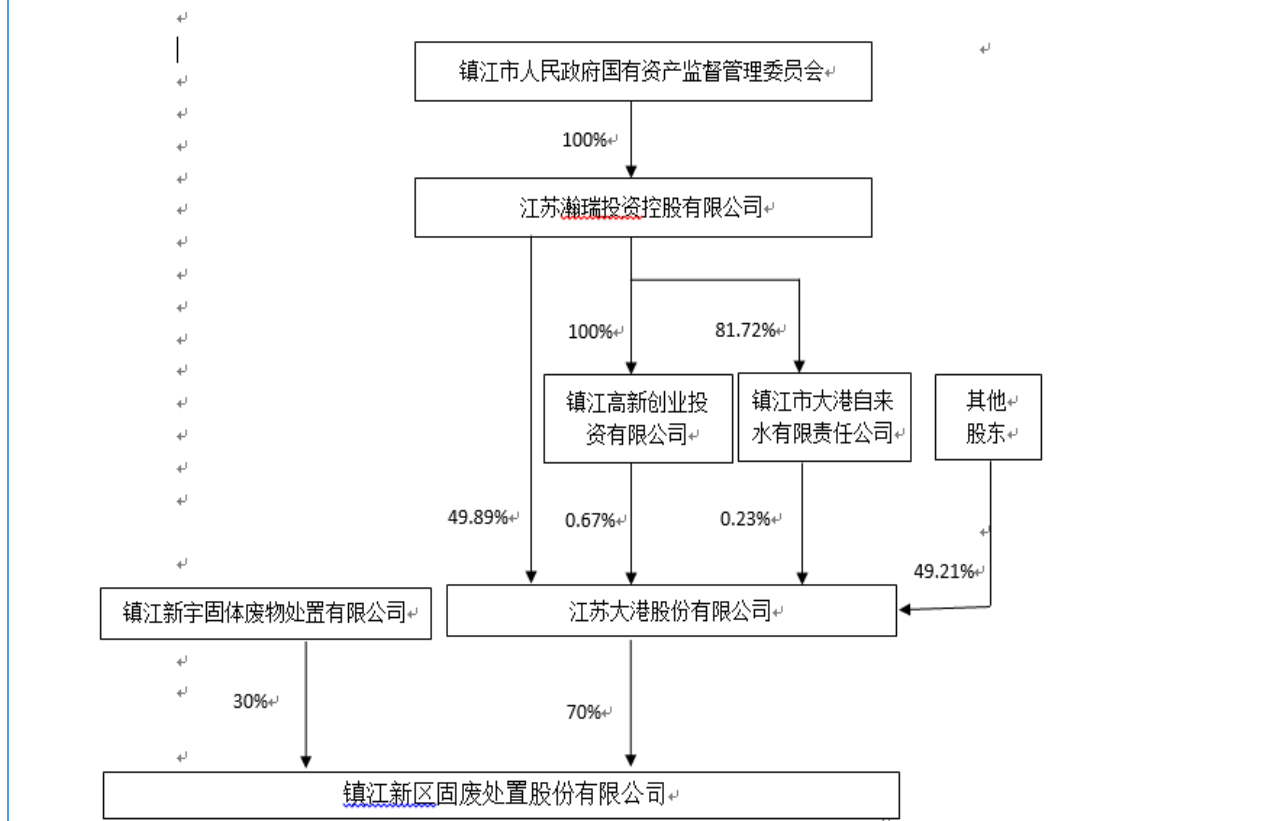 镇江市人民政府国有资产监督管理委员会
100%
江苏瀚瑞投资控股有限公司
100%
81.72%
镇江高新创业投
资有限公司
镇江市大港自来
水有限责任公司
其他
股东
49.89%
0.67%
0.23%
49.21%
镇江新宇固体废物处置有限公司
江苏大港股份有限公司
30%
70%
镇江新区固废处置股份有限公司